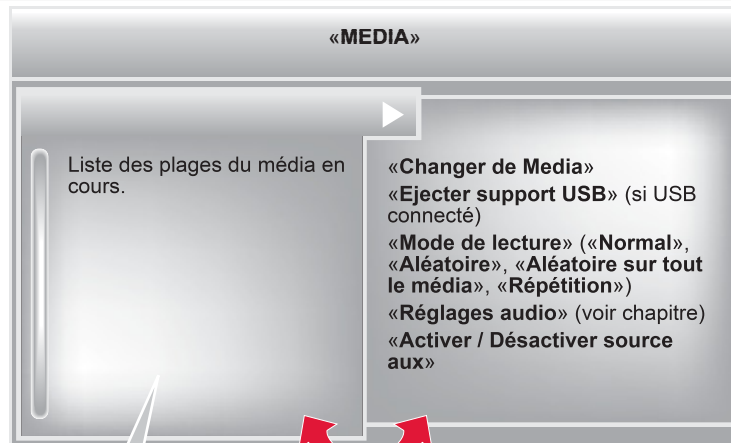 «MEDIA»
Liste des plages du média en
cours.
«Changer de Media»
«Ejecter support USB» (si USB
connecté)
«Mode de lecture» («Normal»,
«Aléatoire», «Aléatoire sur tout
le média», «Répétition»)
«Réglages audio» (voir chapitre)
«Activer / Désactiver source
aux»